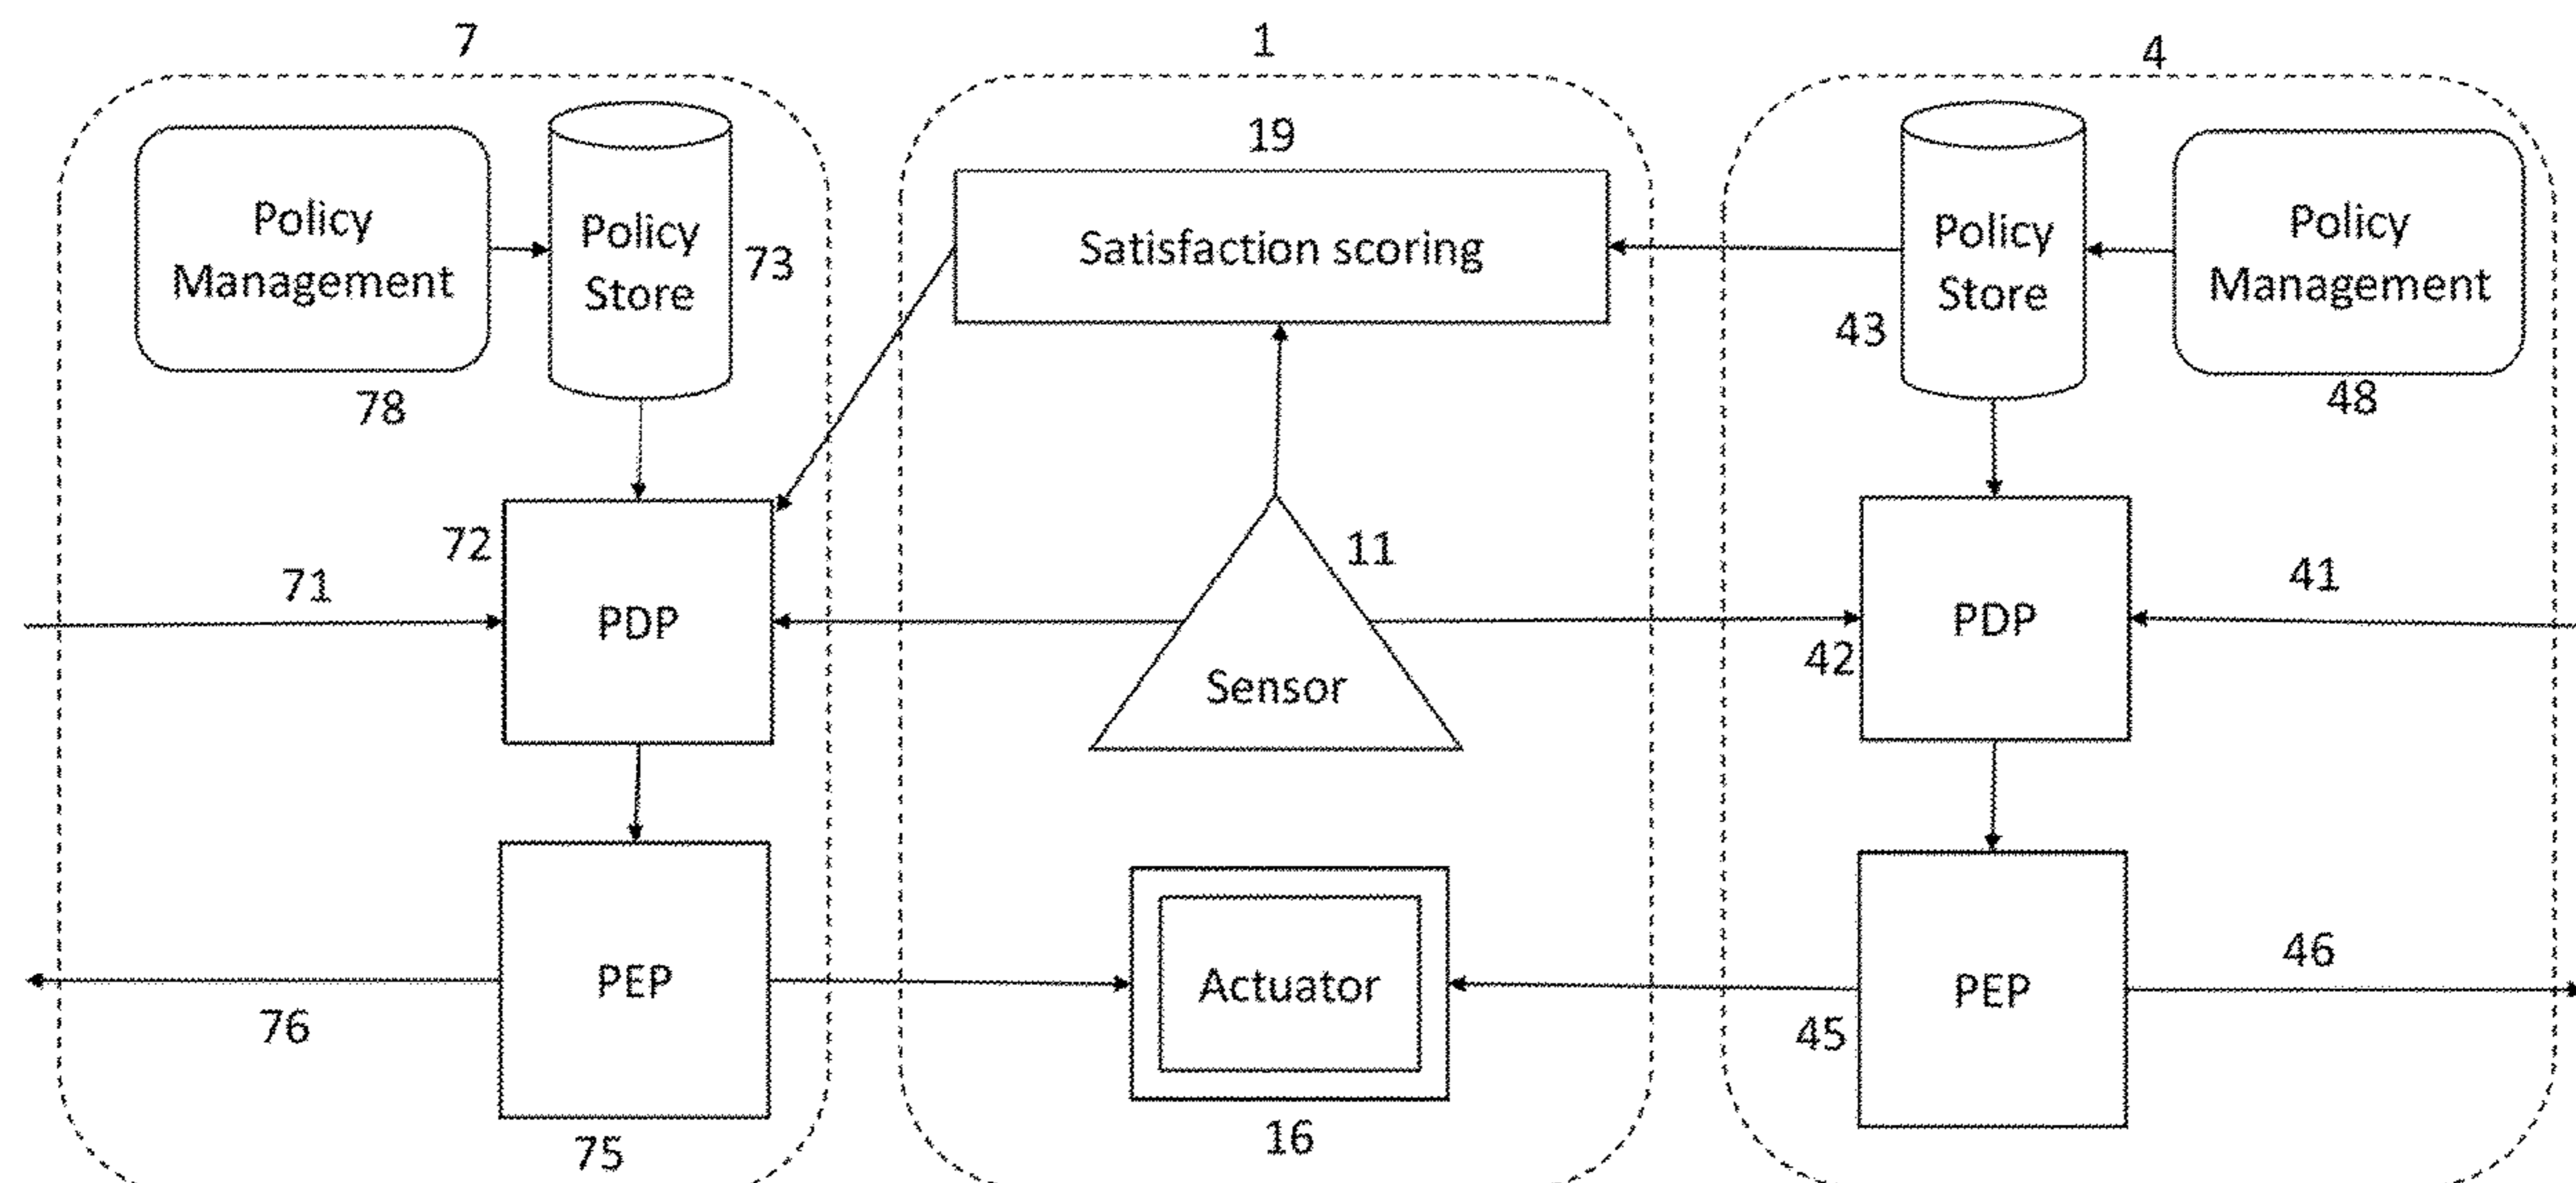 7
1
4
19
Policy
Management
Policy
Store
73
Satisfaction scoring
Policy
Store
43
Policy
Management
78
48
72
71
PDP
11
Sensor
41
PDP
42
76
PEP
75
Actuator
16
45
PEP
46